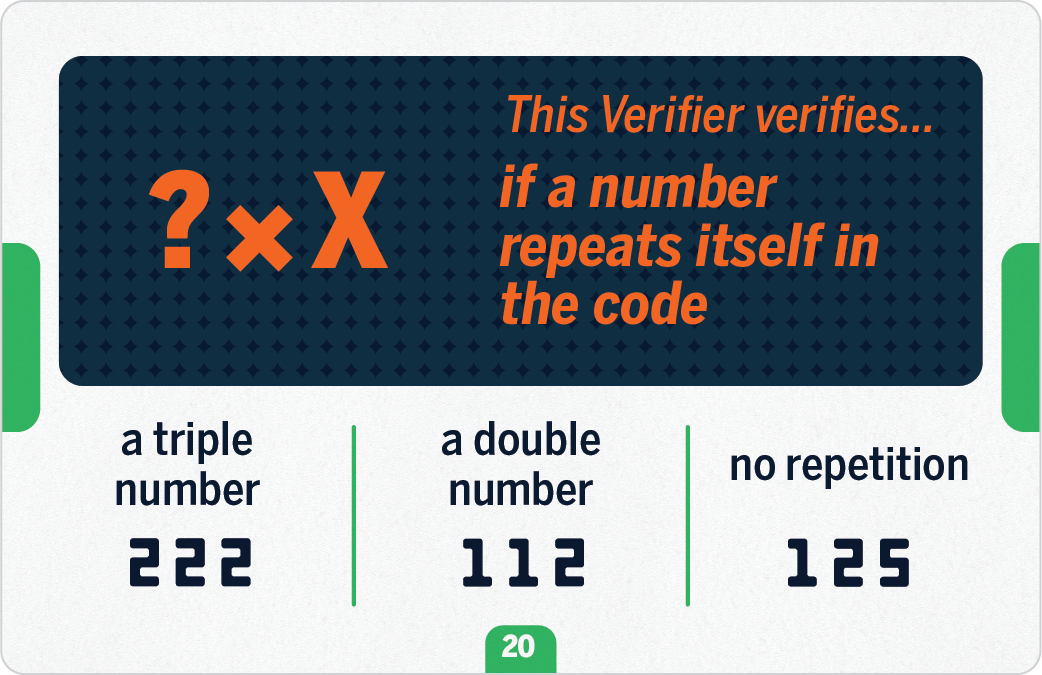 ?×X
This Verifier verifies...
if a number
repeats itself in
the code
a triple
number
222
a double
number
112
no repetition
125
20